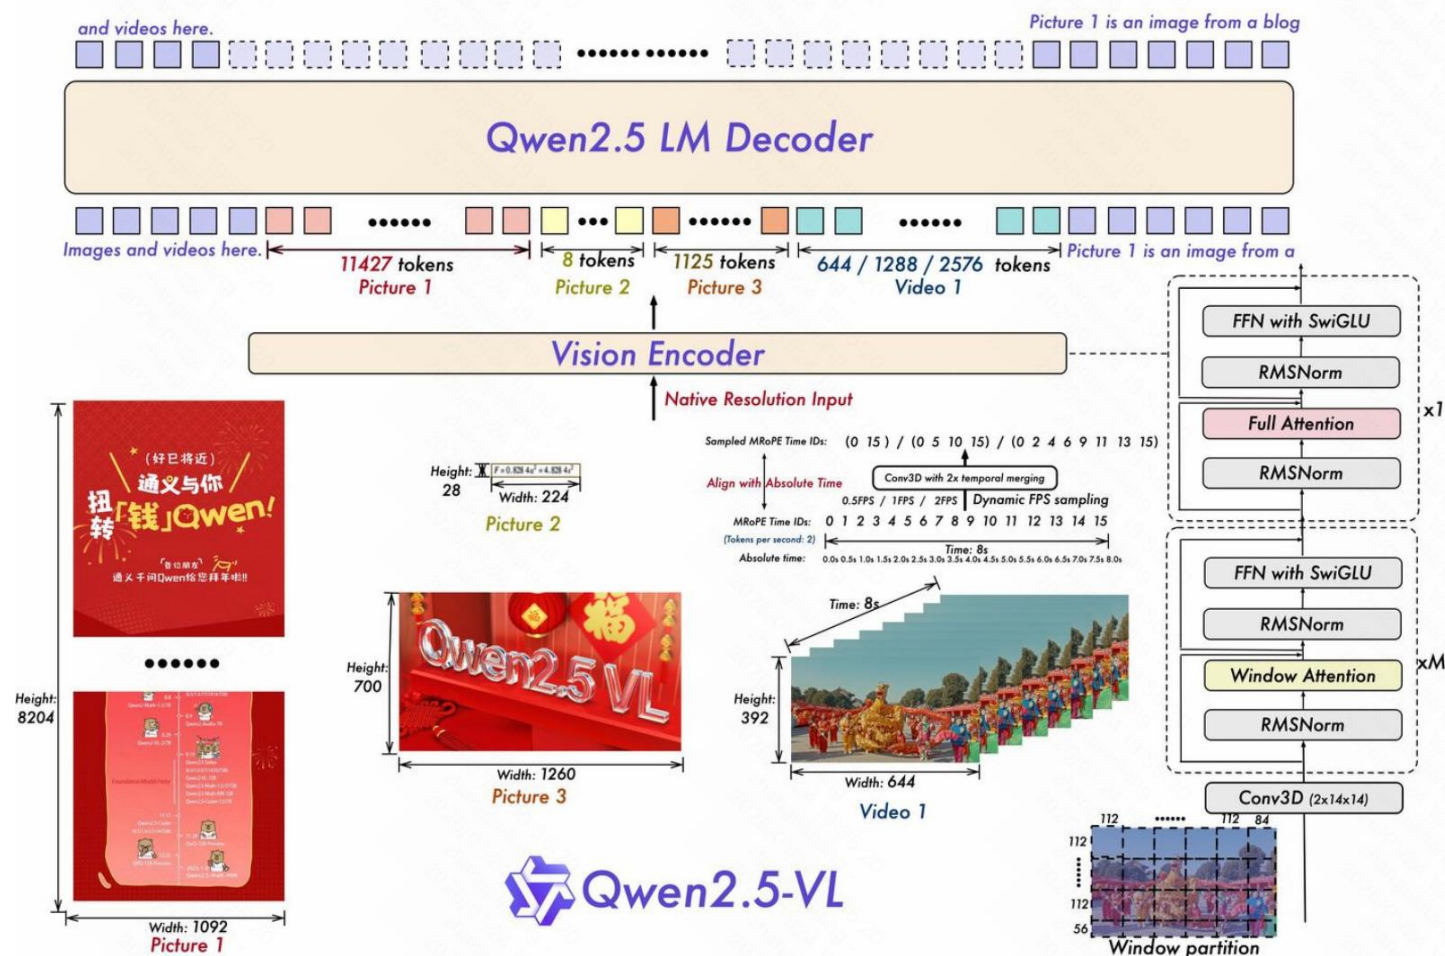 and videos here.
Picture 1 is an image from a blog
Qwen2.5 LM Decoder
Images and videos here.
11427 tokens
Picture 1
8 tokens
Picture 2
1125 tokens
Picture 3
644 / 1288 / 2576 tokens
Video 1
Picture 1 is an image from a
Vision Encoder
Native Resolution Input
Height: 8204
(好已将近)
通义与你
扭转「钱」Qwen!
通义千问Qwen给您拜年啦!!
Width: 1092
Picture 1
Height: 28
Width: 224
Picture 2
Height: 700
福
福
Qwen2.5 VL
Width: 1260
Picture 3
Sampled MRoPE Time IDs:
(0 15 ) / (0 5 10 15) / (0 2 4 6 9 11 13 15)
Align with Absolute Time
Conv3D with 2x temporal merging
0.5FPS / 1FPS / 2FPS
Dynamic FPS sampling
MRoPE Time IDs:
0 1 2 3 4 5 6 7 8 9 10 11 12 13 14 15
(Tokens per second: 2)
Time: 8s
Absolute time:
0.0s 0.5s 1.0s 1.5s 2.0s 2.5s 3.0s 3.5s 4.0s 4.5s 5.0s 5.5s 6.0s 6.5s 7.0s 7.5s 8.0s
Time: 8s
Height: 392
Width: 644
Video 1
FFN with SwiGLU
RMSNorm
Full Attention
RMSNorm
x1
FFN with SwiGLU
RMSNorm
Window Attention
RMSNorm
xM
Conv3D (2x14x14)
112
112
84
112
112
56
Window partition
Qwen2.5-VL